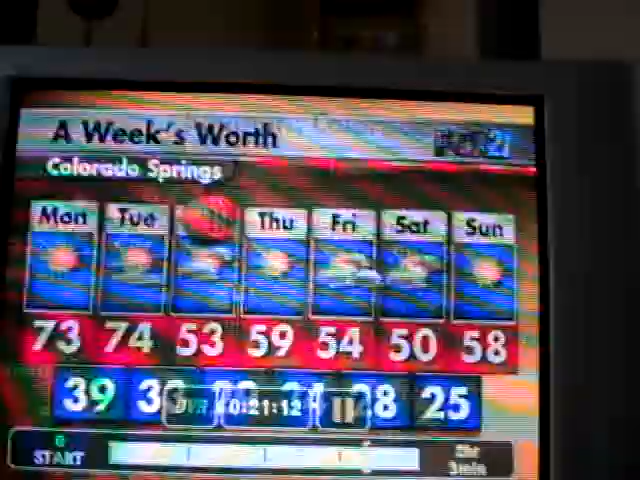 A Week's Worth
Colorado Springs
Mon Tue Thu Fri Sat Sun
73 74 53 59 54 50 58
39 25
DVR 0:21:12
START
3min